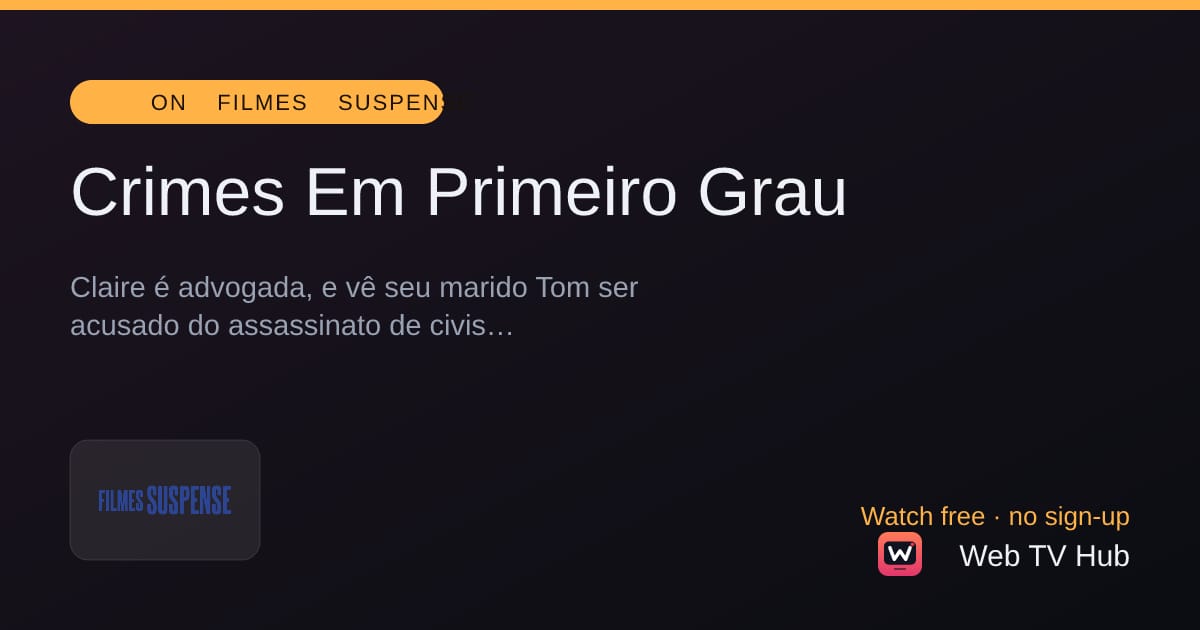 ON FILMES SUSPENSE
Crimes Em Primeiro Grau
Claire é advogada, e vê seu marido Tom ser
acusado do assassinato de civis…
FILMES SUSPENSE
Watch free · no sign-up
W
Web TV Hub